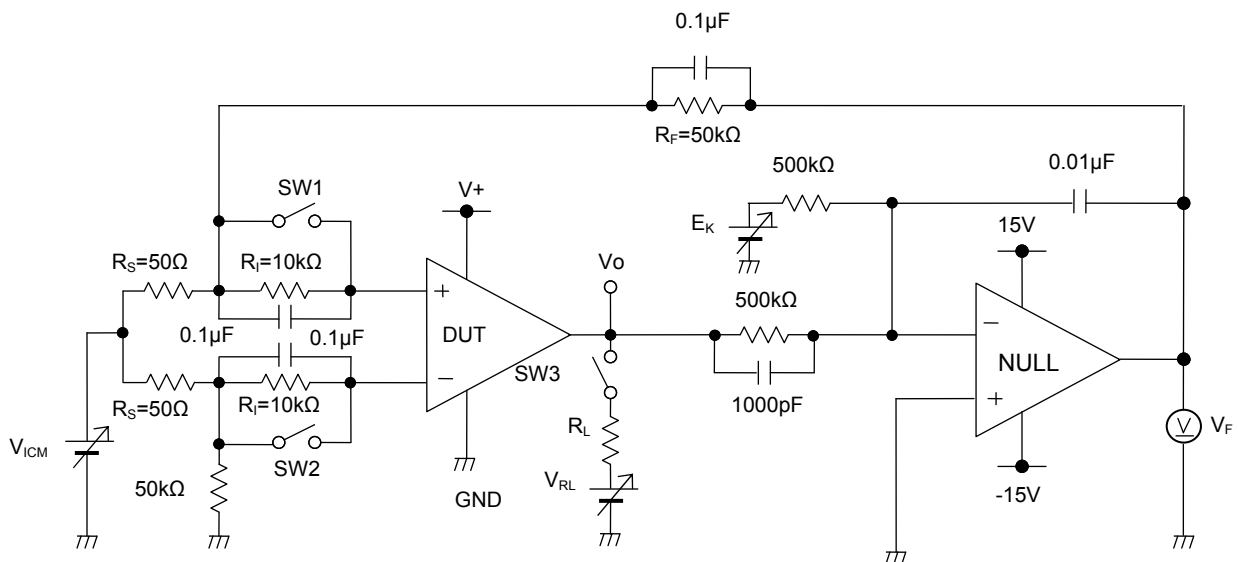 0.1µF
R_F=50kΩ
500kΩ
0.01µF
SW1
V+
E_K
15V
R_S=50Ω
R_I=10kΩ
Vo
500kΩ
0.1µF
0.1µF
DUT
NULL
SW3
R_S=50Ω
R_I=10kΩ
1000pF
R_L
V
V_F
V_ICM
SW2
V_RL
-15V
50kΩ
GND
+
−
−
+